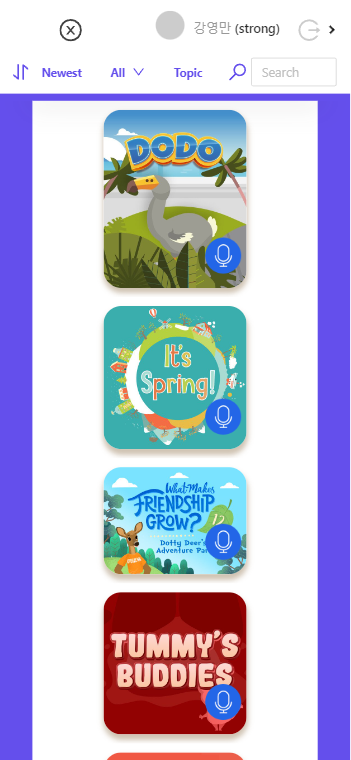 강영만 (strong)
Newest All Topic Search
DODO
It's
Spring!
What Makes
FRIENDSHIP
GROW?
Dotty Deer's
Adventure Park
TUMMY'S
BUDDIES